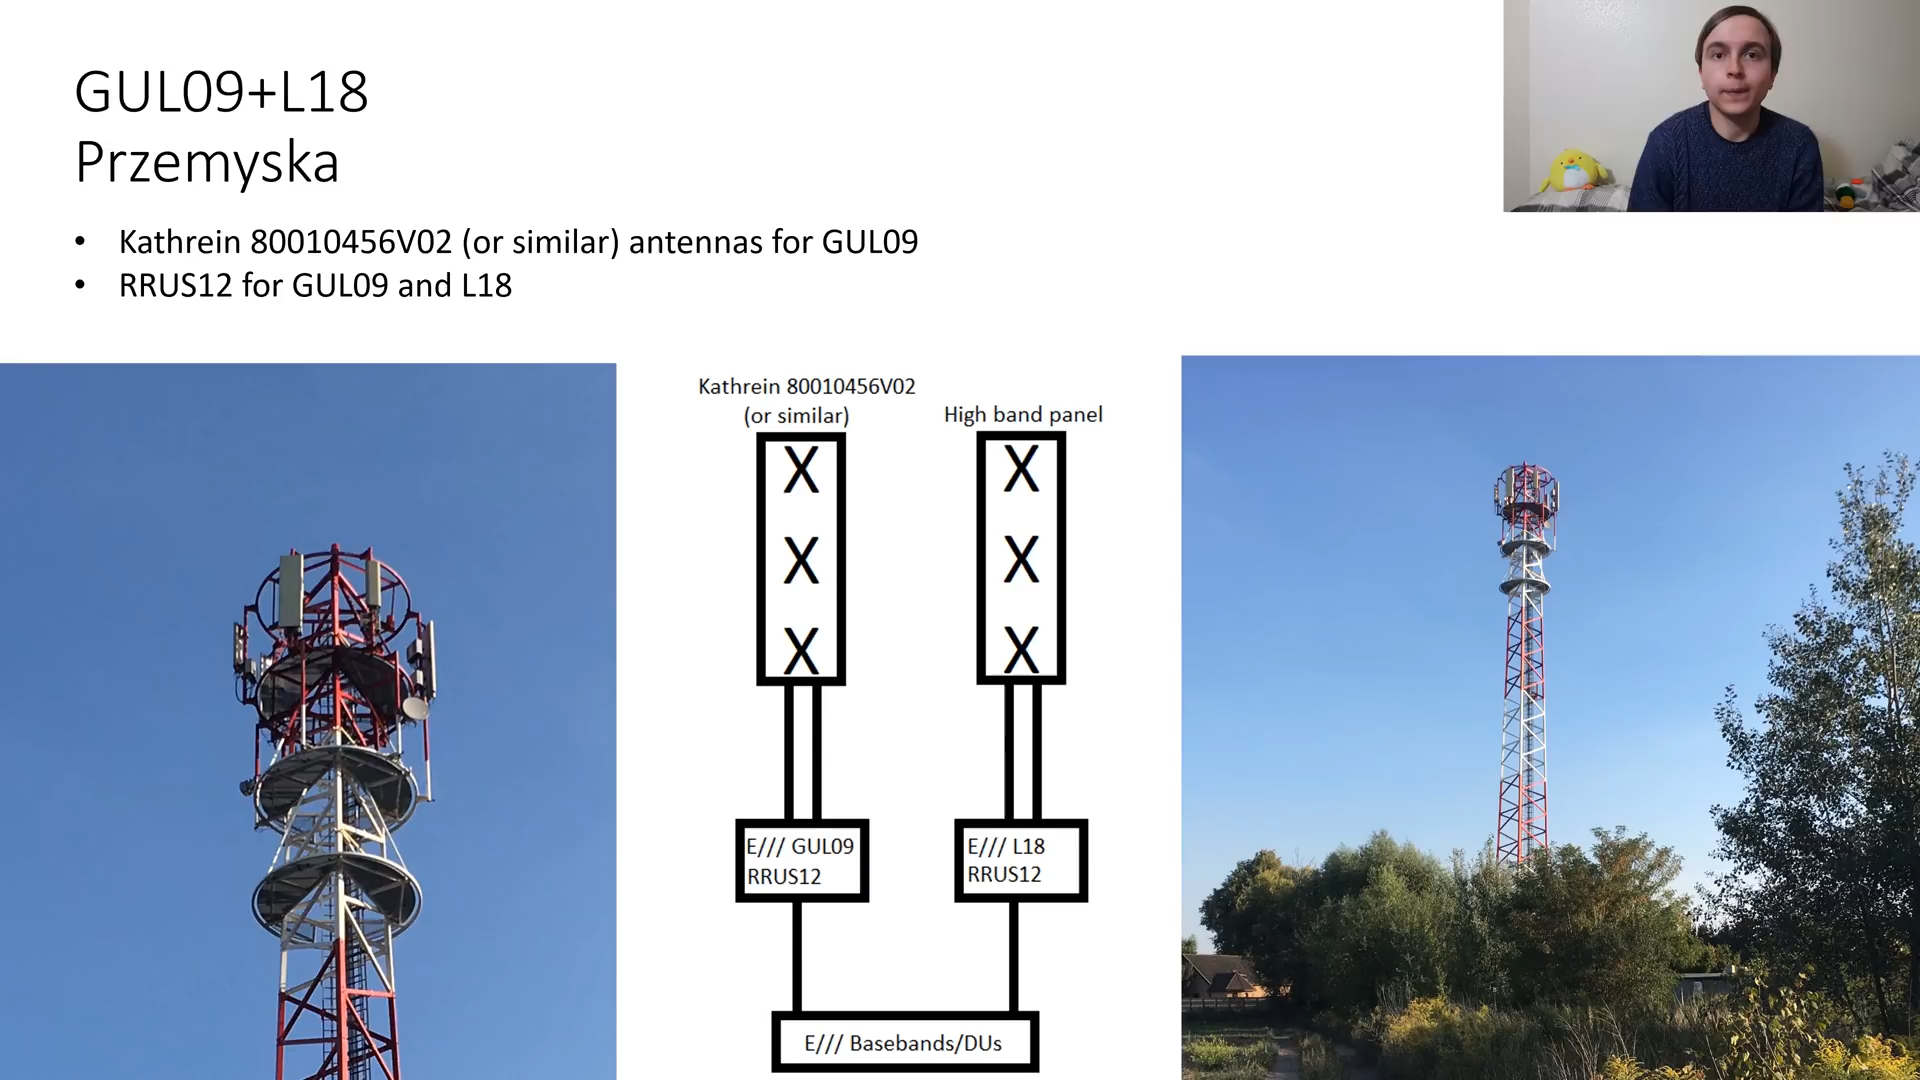 GUL09+L18
Przemyska
• Kathrein 80010456V02 (or similar) antennas for GUL09
• RRUS12 for GUL09 and L18
Kathrein 80010456V02
(or similar)
High band panel
X
X
X
X
X
X
E/// GUL09
RRUS12
E/// L18
RRUS12
E/// Basebands/DUs